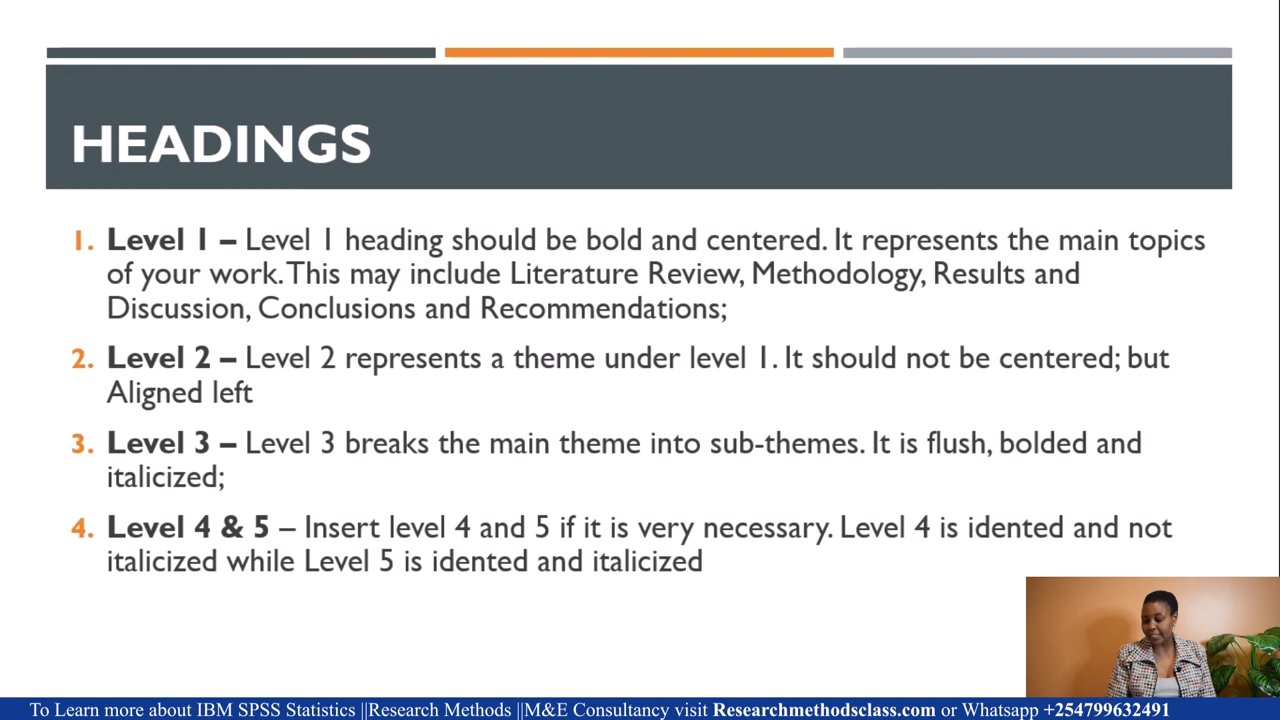 HEADINGS
1. Level 1 – Level 1 heading should be bold and centered. It represents the main topics
of your work. This may include Literature Review, Methodology, Results and
Discussion, Conclusions and Recommendations;
2. Level 2 – Level 2 represents a theme under level 1. It should not be centered; but
Aligned left
3. Level 3 – Level 3 breaks the main theme into sub-themes. It is flush, bolded and
italicized;
4. Level 4 & 5 – Insert level 4 and 5 if it is very necessary. Level 4 is idented and not
italicized while Level 5 is idented and italicized
To Learn more about IBM SPSS Statistics ||Research Methods ||M&E Consultancy visit Researchmethodsclass.com or Whatsapp +254799632491